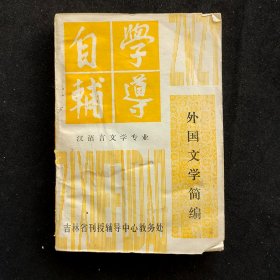 自學
輔導
汉语言文学专业
外国文学简编
吉林省刊授辅导中心教务处